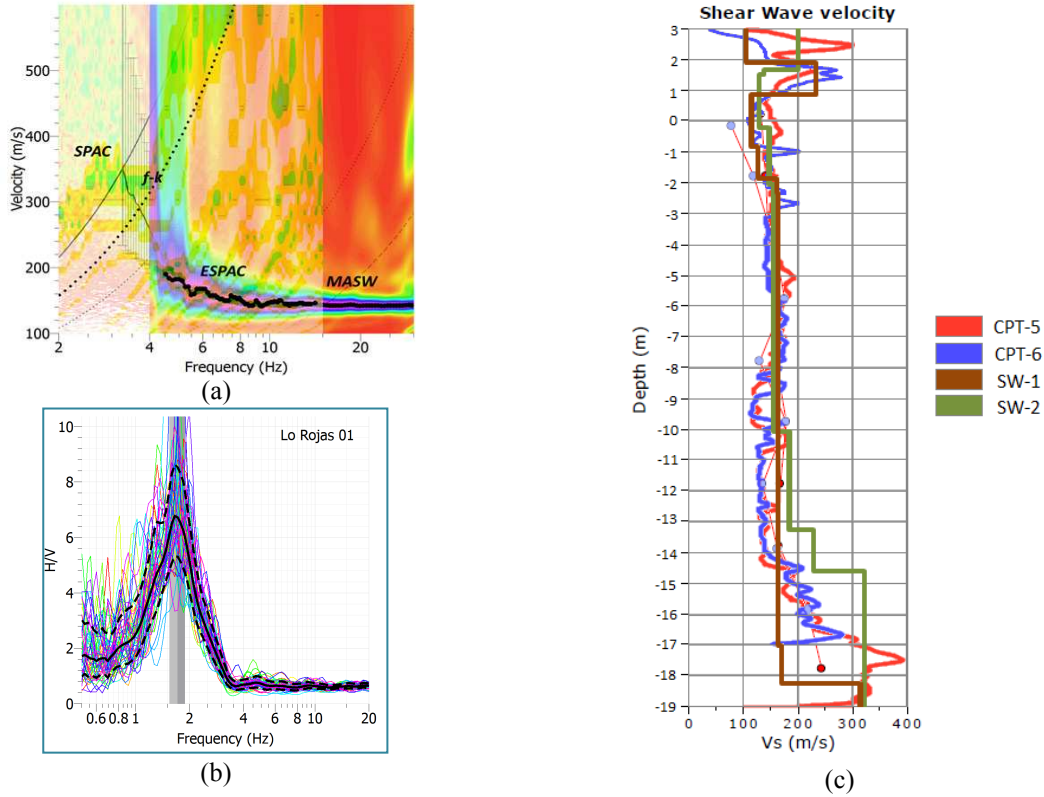 500
400
300
200
100
Velocity (m/s)
SPAC
f-k
ESPAC
MASW
2 4 6 8 10 20
Frequency (Hz)
(a)
10
8
6
4
2
0
H/V
Lo Rojas 01
0.6 0.8 1 2 4 6 8 10 20
Frequency (Hz)
(b)
Shear Wave velocity
3
2
1
0
-1
-2
-3
-4
-5
-6
-7
-8
-9
-10
-11
-12
-13
-14
-15
-16
-17
-18
-19
Depth (m)
0 100 200 300 400
Vs (m/s)
CPT-5
CPT-6
SW-1
SW-2
(c)